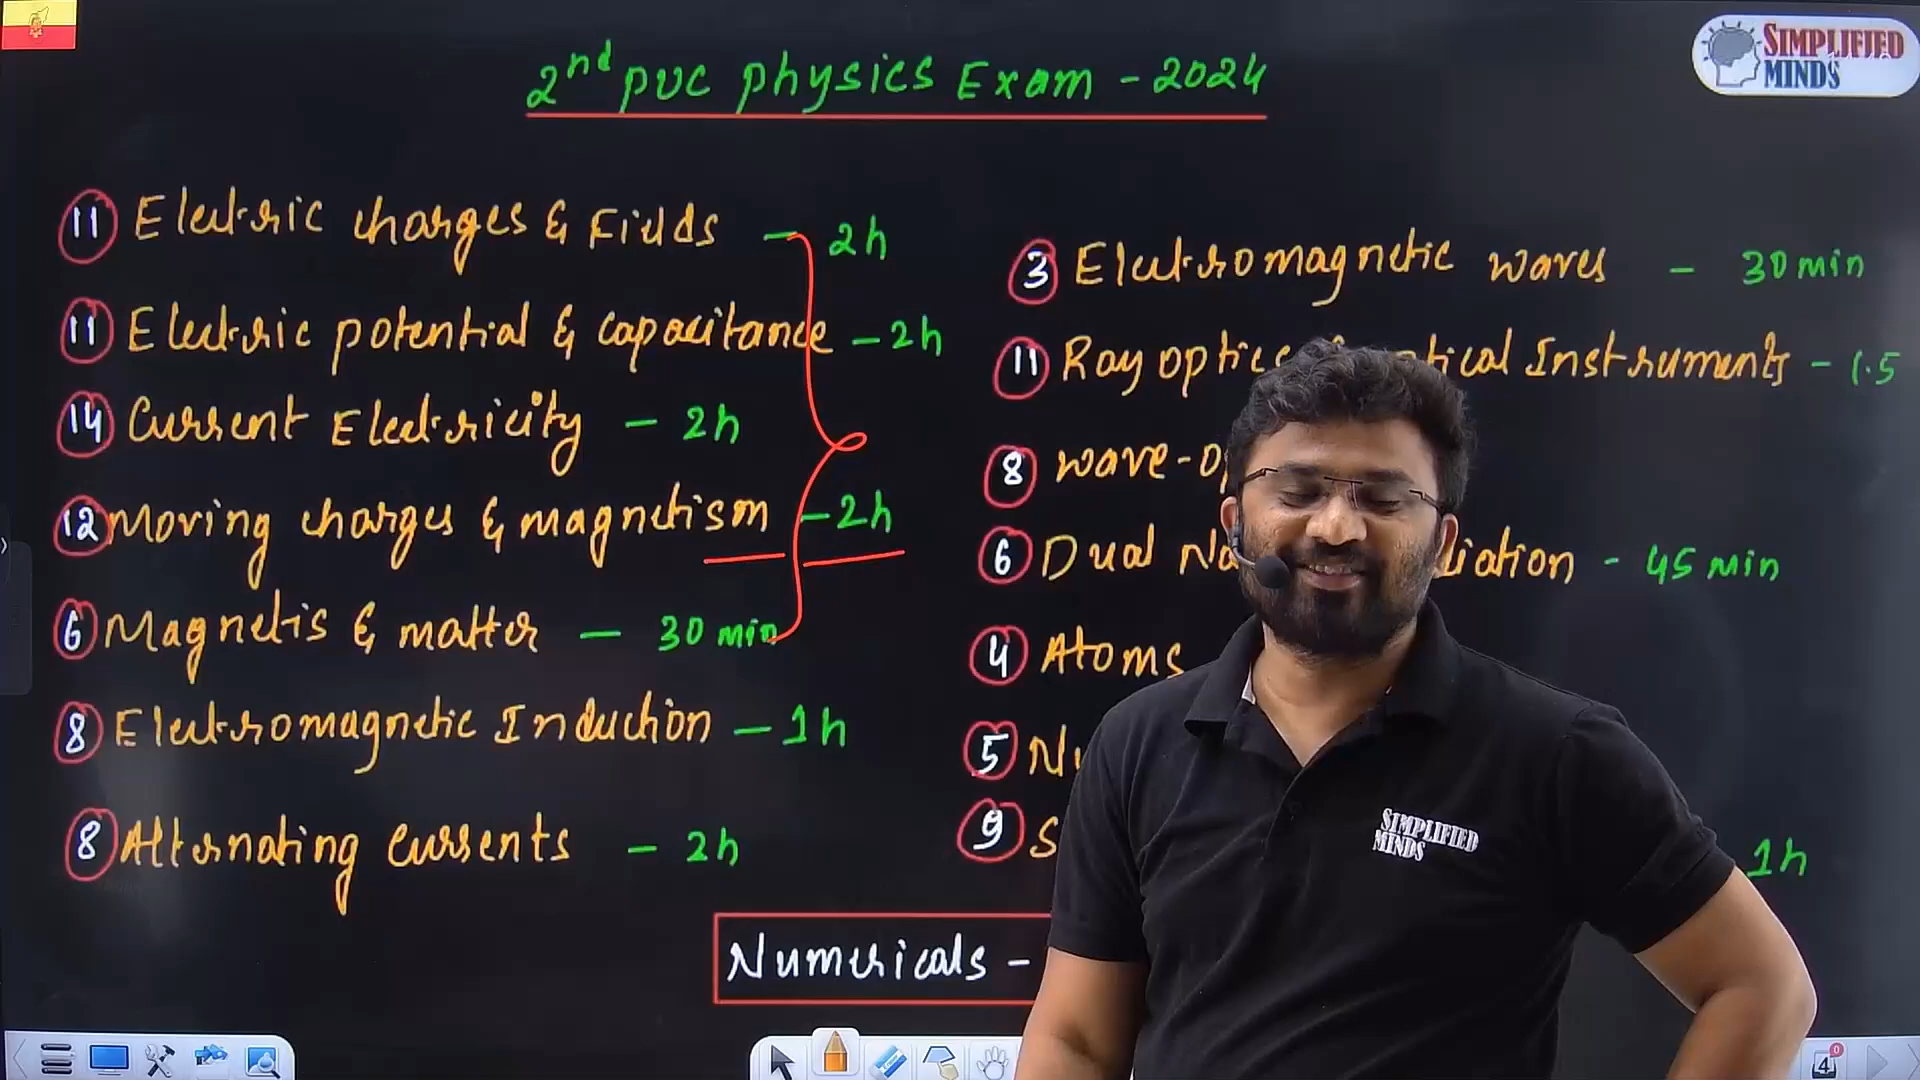 2nd PUC Physics Exam - 2024
SIMPLIFIED
MINDS
11 Electric charges & Fields - 2h
11 Electric potential & capacitance - 2h
14 Current Electricity - 2h
12 Moving charges & magnetism - 2h
6 Magnetis & matter - 30 min
8 Electromagnetic Induction - 1h
8 Alternating currents - 2h
3 Electromagnetic waves - 30 min
11 Ray optics Instruments - 1.5
8 wave-
6 Dual - 45 min
4 Atoms
5
9 1h
Numericals -
SIMPLIFIED
MINDS
4
0